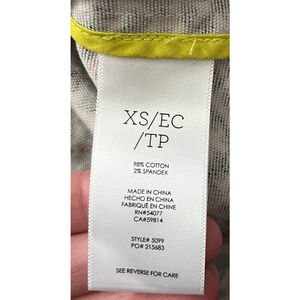 XS/EC
/TP
98% COTTON
2% SPANDEX
MADE IN CHINA
HECHO EN CHINA
FABRIQUÉ EN CHINE
RN#54077
CA#59814
STYLE# 5099
PO# 215683
SEE REVERSE FOR CARE